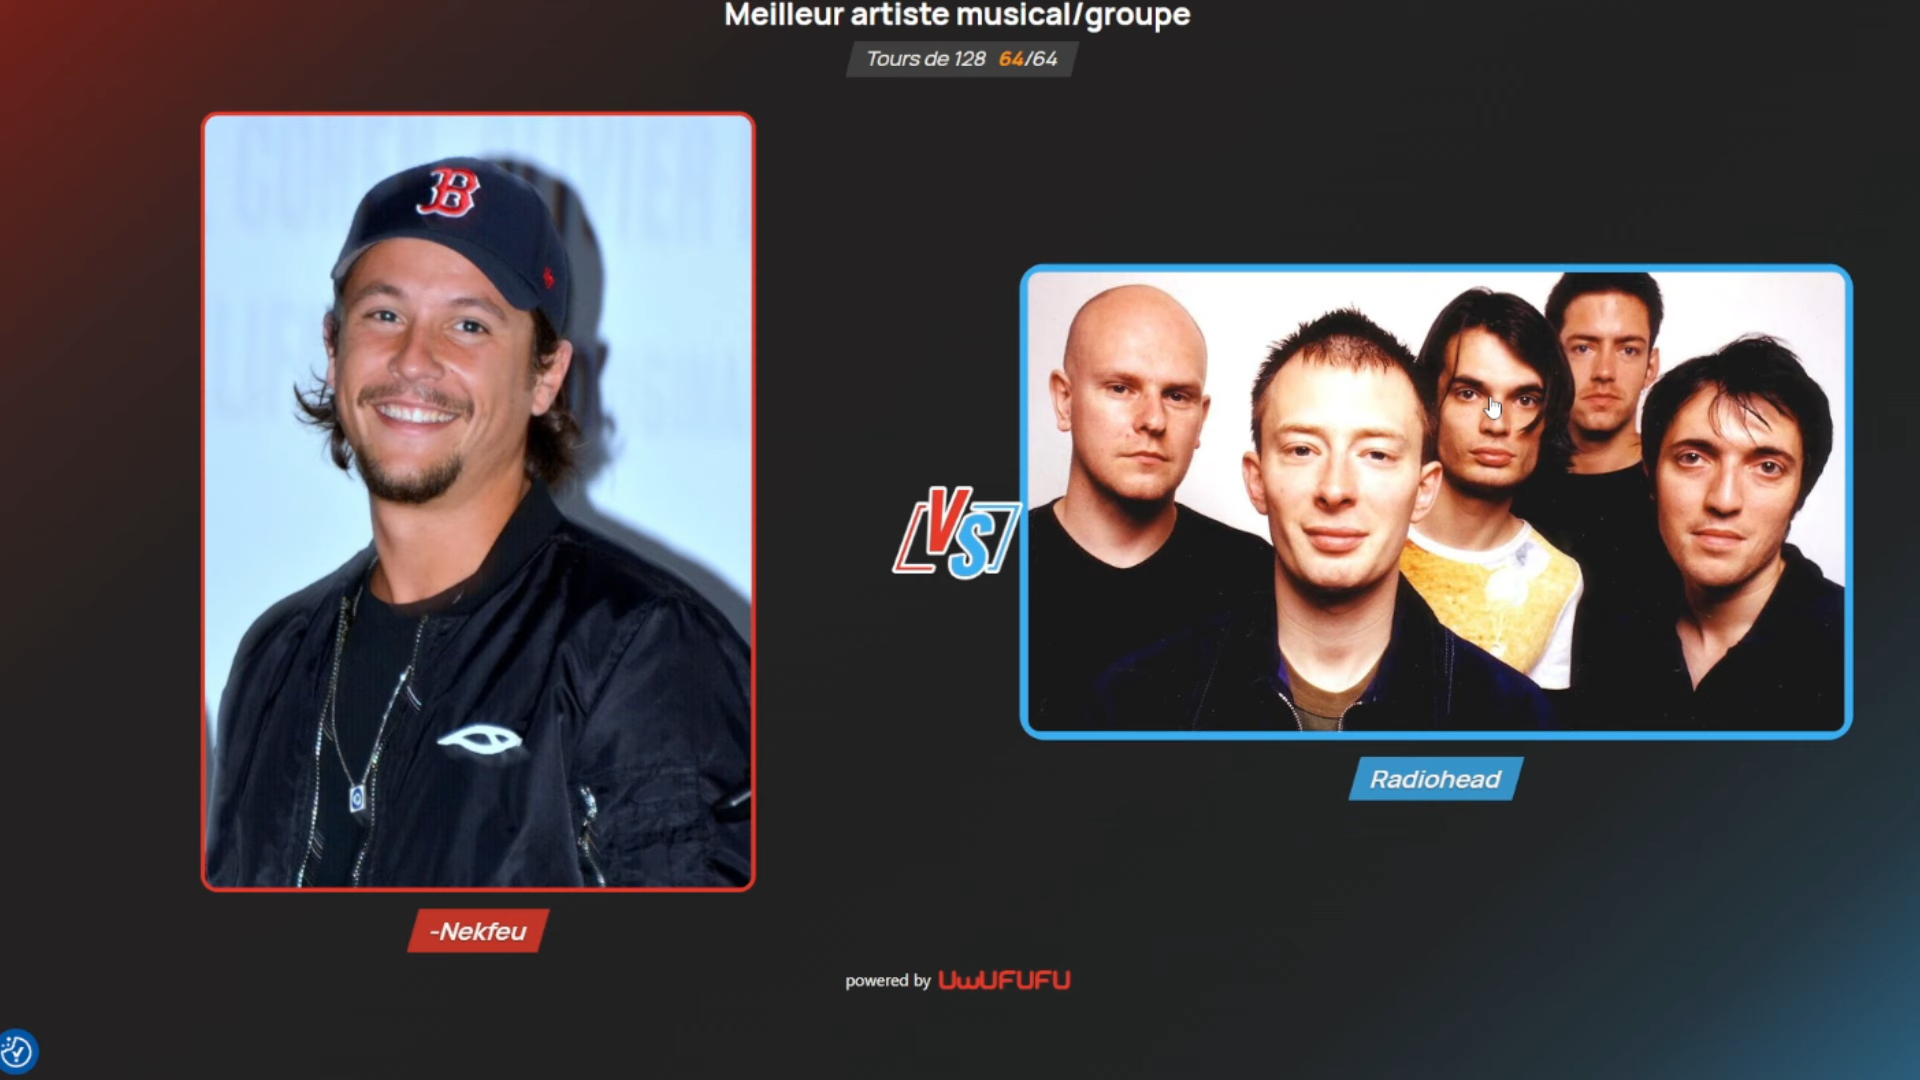 Meilleur artiste musical/groupe
Tours de 128 64/64
B
VS
Radiohead
-Nekfeu
powered by UwUFUFU